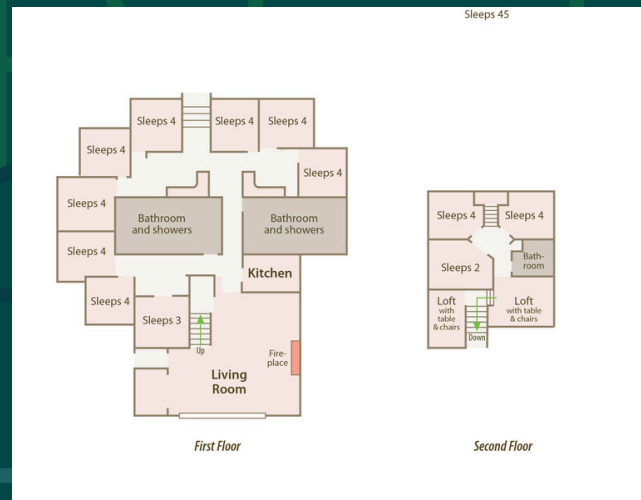 Sleeps 45
Sleeps 4
Sleeps 4
Sleeps 4
Sleeps 4
Sleeps 4
Sleeps 4
Bathroom
and showers
Bathroom
and showers
Sleeps 4
Kitchen
Sleeps 4
Sleeps 3
Up
Fire-
place
Living
Room
First Floor
Sleeps 4
Sleeps 4
Sleeps 2
Bath-
room
Loft
with
table
& chairs
Loft
with table
& chairs
Down
Second Floor